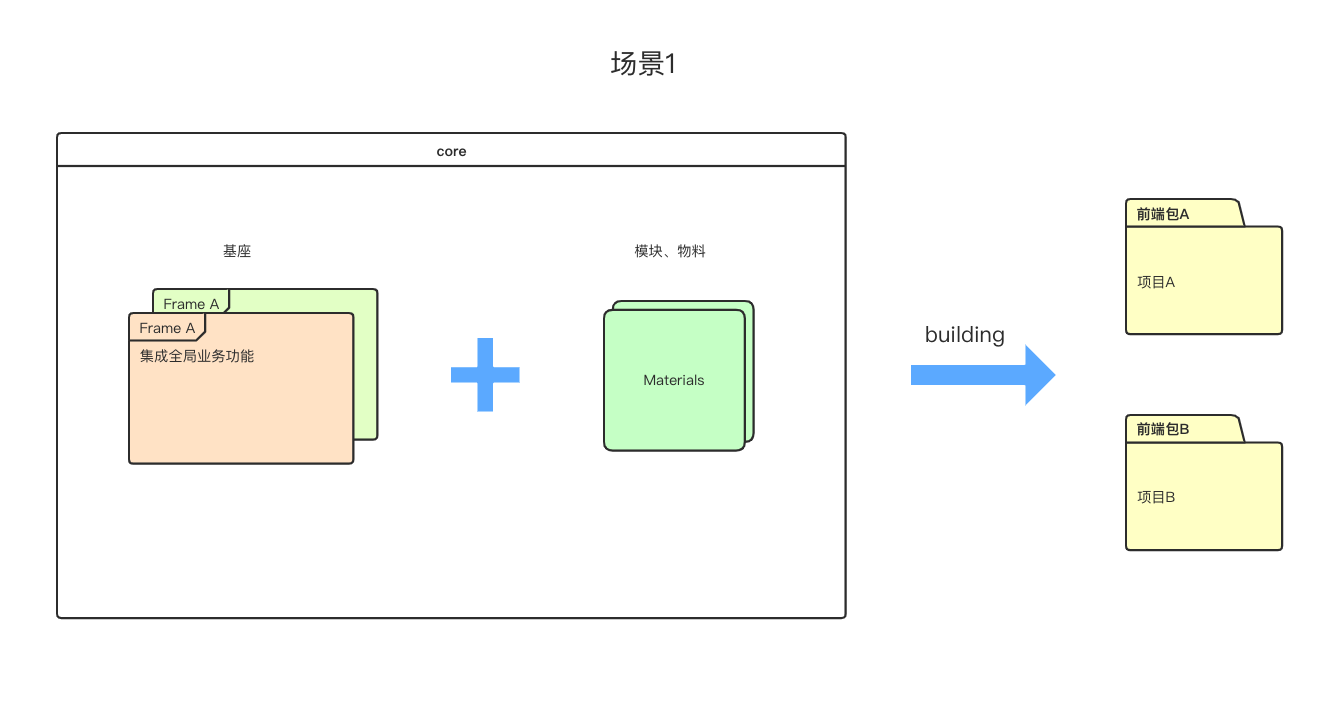 场景1
core
基座
模块、物料
Frame A
Frame A
集成全局业务功能
Materials
building
前端包A
项目A
前端包B
项目B